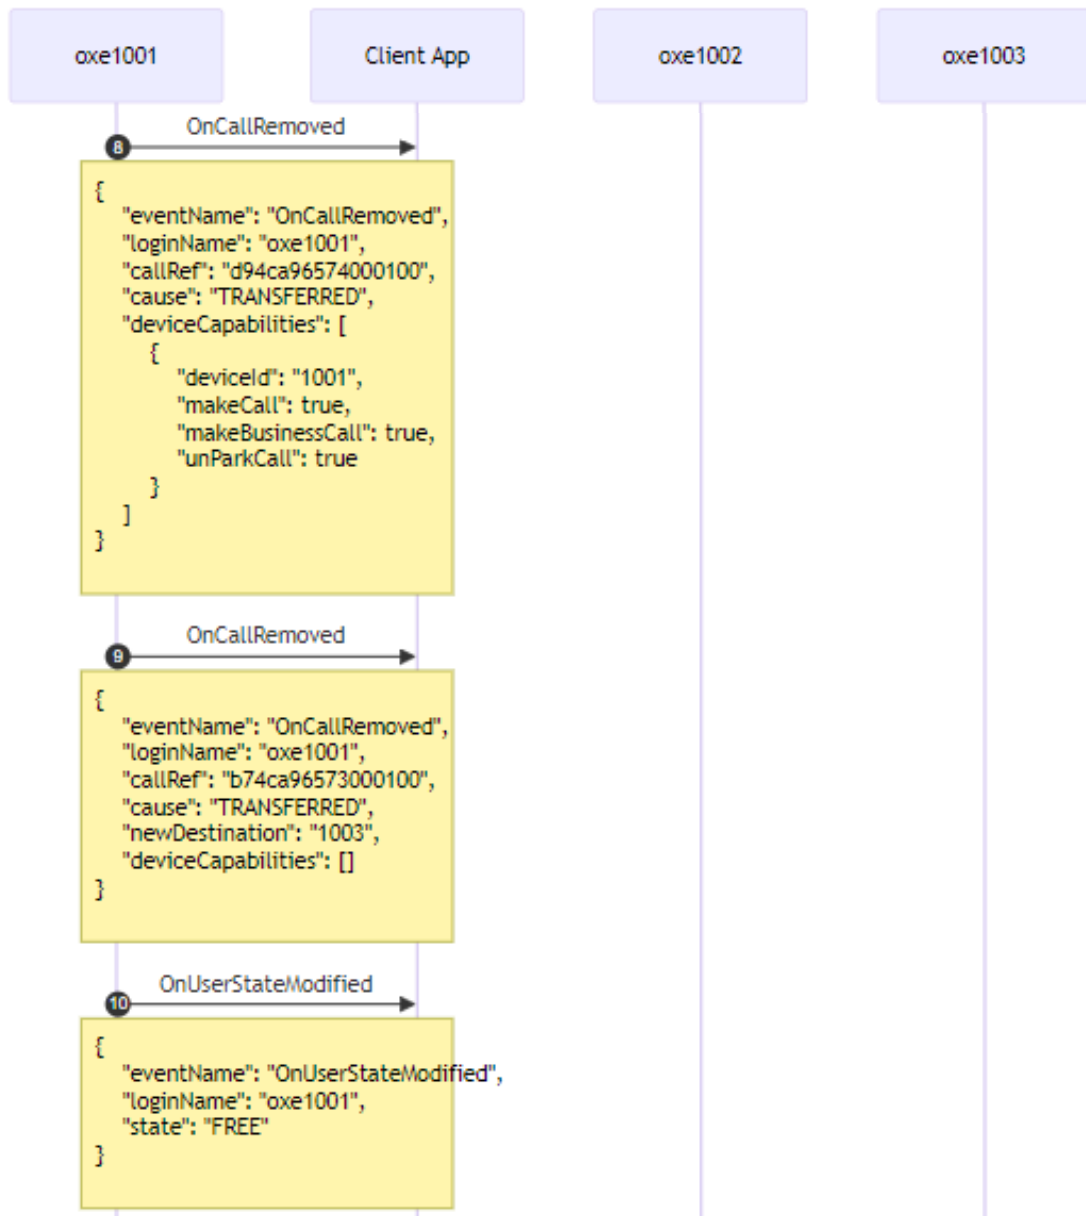 oxe1001 Client App oxe1002 oxe1003
OnCallRemoved
8
{
"eventName": "OnCallRemoved",
"loginName": "oxe1001",
"callRef": "d94ca96574000100",
"cause": "TRANSFERRED",
"deviceCapabilities": [
{
"deviceId": "1001",
"makeCall": true,
"makeBusinessCall": true,
"unParkCall": true
}
]
}
OnCallRemoved
9
{
"eventName": "OnCallRemoved",
"loginName": "oxe1001",
"callRef": "b74ca96573000100",
"cause": "TRANSFERRED",
"newDestination": "1003",
"deviceCapabilities": []
}
OnUserStateModified
10
{
"eventName": "OnUserStateModified",
"loginName": "oxe1001",
"state": "FREE"
}